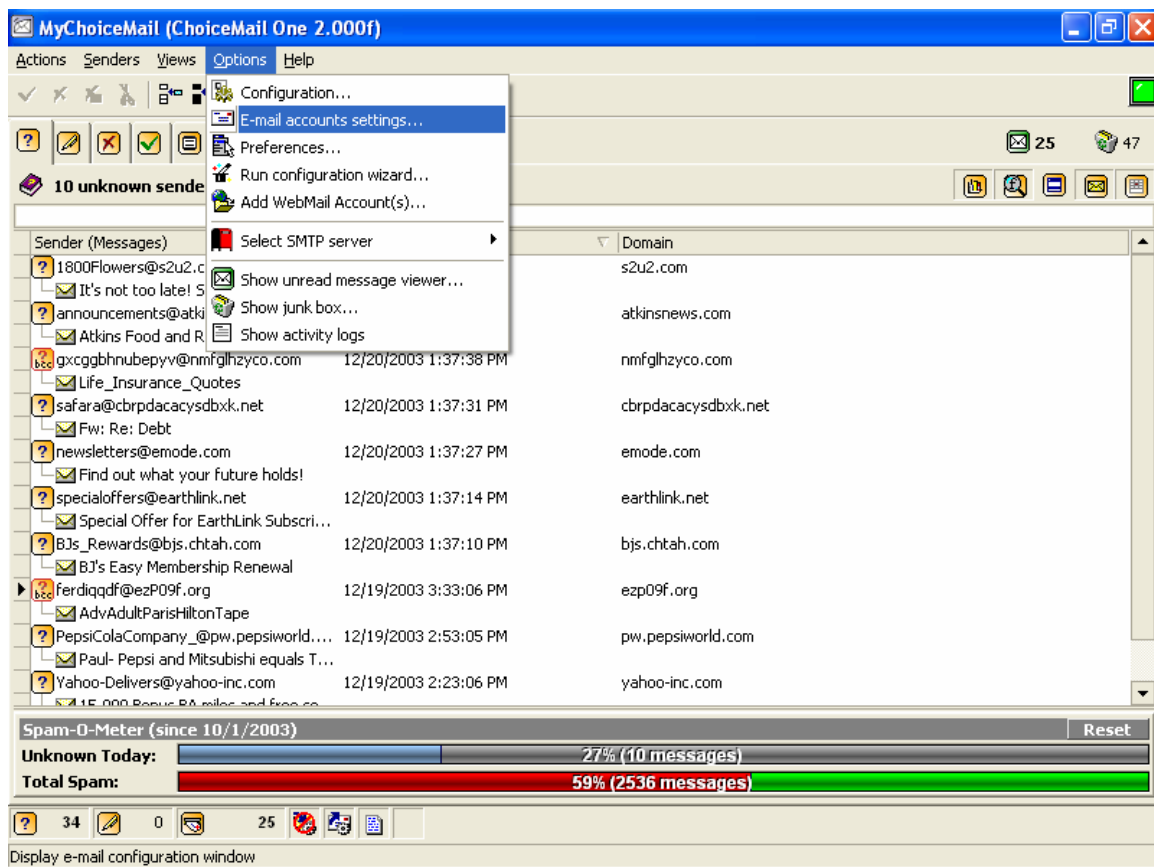 MyChoiceMail (ChoiceMail One 2.000f)
Actions Senders Views Options Help
Configuration...
E-mail accounts settings...
Preferences...
Run configuration wizard...
Add WebMail Account(s)...
Select SMTP server
Show unread message viewer...
Show junk box...
Show activity logs
25 47
10 unknown sende
Sender (Messages) Domain
1800Flowers@s2u2.c s2u2.com
It's not too late! S
announcements@atki atkinsnews.com
Atkins Food and R
gxcggbhnubepyv@nmfglhzyco.com 12/20/2003 1:37:38 PM nmfglhzyco.com
Life_Insurance_Quotes
safara@cbrpdacacysdbxk.net 12/20/2003 1:37:31 PM cbrpdacacysdbxk.net
Fw: Re: Debt
newsletters@emode.com 12/20/2003 1:37:27 PM emode.com
Find out what your future holds!
specialoffers@earthlink.net 12/20/2003 1:37:14 PM earthlink.net
Special Offer for EarthLink Subscri...
BJs_Rewards@bjs.chtah.com 12/20/2003 1:37:10 PM bjs.chtah.com
BJ's Easy Membership Renewal
ferdiqqdf@ezP09f.org 12/19/2003 3:33:06 PM ezp09f.org
AdvAdultParisHiltonTape
PepsiColaCompany_@pw.pepsiworld.... 12/19/2003 2:53:05 PM pw.pepsiworld.com
Paul- Pepsi and Mitsubishi equals T...
Yahoo-Delivers@yahoo-inc.com 12/19/2003 2:23:06 PM yahoo-inc.com
Spam-O-Meter (since 10/1/2003) Reset
Unknown Today: 27% (10 messages)
Total Spam: 59% (2536 messages)
34 0 25
Display e-mail configuration window